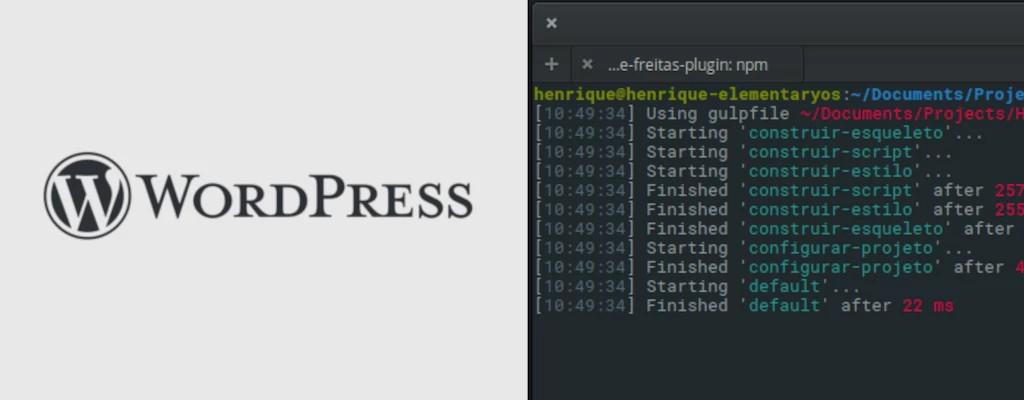 WORDPRESS
...e-freitas-plugin: npm
henrique@henrique-elementaryos:~/Documents/Proje
[10:49:34] Using gulpfile ~/Documents/Projects/H
[10:49:34] Starting 'construir-esqueleto'...
[10:49:34] Starting 'construir-script'...
[10:49:34] Starting 'construir-estilo'...
[10:49:34] Finished 'construir-script' after 257
[10:49:34] Finished 'construir-estilo' after 255
[10:49:34] Finished 'construir-esqueleto' after
[10:49:34] Starting 'configurar-projeto'...
[10:49:34] Finished 'configurar-projeto' after 4
[10:49:34] Starting 'default'...
[10:49:34] Finished 'default' after 22 ms